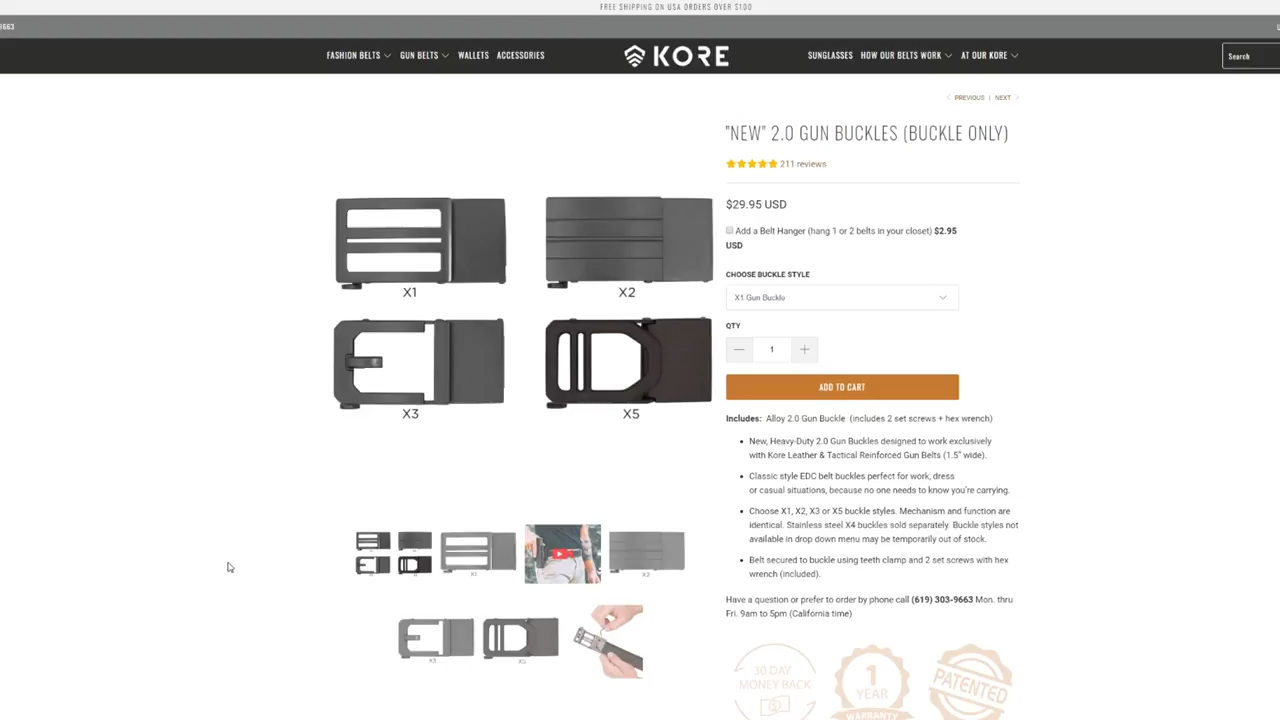 FREE SHIPPING ON USA ORDERS OVER $100
9663
FASHION BELTS GUN BELTS WALLETS ACCESSORIES KORE SUNGLASSES HOW OUR BELTS WORK AT OUR KORE Search
PREVIOUS | NEXT
"NEW" 2.0 GUN BUCKLES (BUCKLE ONLY)
211 reviews
$29.95 USD
Add a Belt Hanger (hang 1 or 2 belts in your closet) $2.95
USD
CHOOSE BUCKLE STYLE
X1 Gun Buckle
QTY
1
ADD TO CART
X1 X2
X3 X5
Includes: Alloy 2.0 Gun Buckle (includes 2 set screws + hex wrench)
• New, Heavy-Duty 2.0 Gun Buckles designed to work exclusively
with Kore Leather & Tactical Reinforced Gun Belts (1.5" wide).
• Classic style EDC belt buckles perfect for work, dress
or casual situations, because no one needs to know you're carrying.
• Choose X1, X2, X3 or X5 buckle styles. Mechanism and function are
identical. Stainless steel X4 buckles sold separately. Buckle styles not
available in drop down menu may be temporarily out of stock.
• Belt secured to buckle using teeth clamp and 2 set screws with hex
wrench (included).
Have a question or prefer to order by phone call (619) 303-9663 Mon. thru
Fri. 9am to 5pm (California time)
X1 X2
X3 X5
30 DAY
MONEY BACK
1
YEAR
WARRANTY
PATENTED